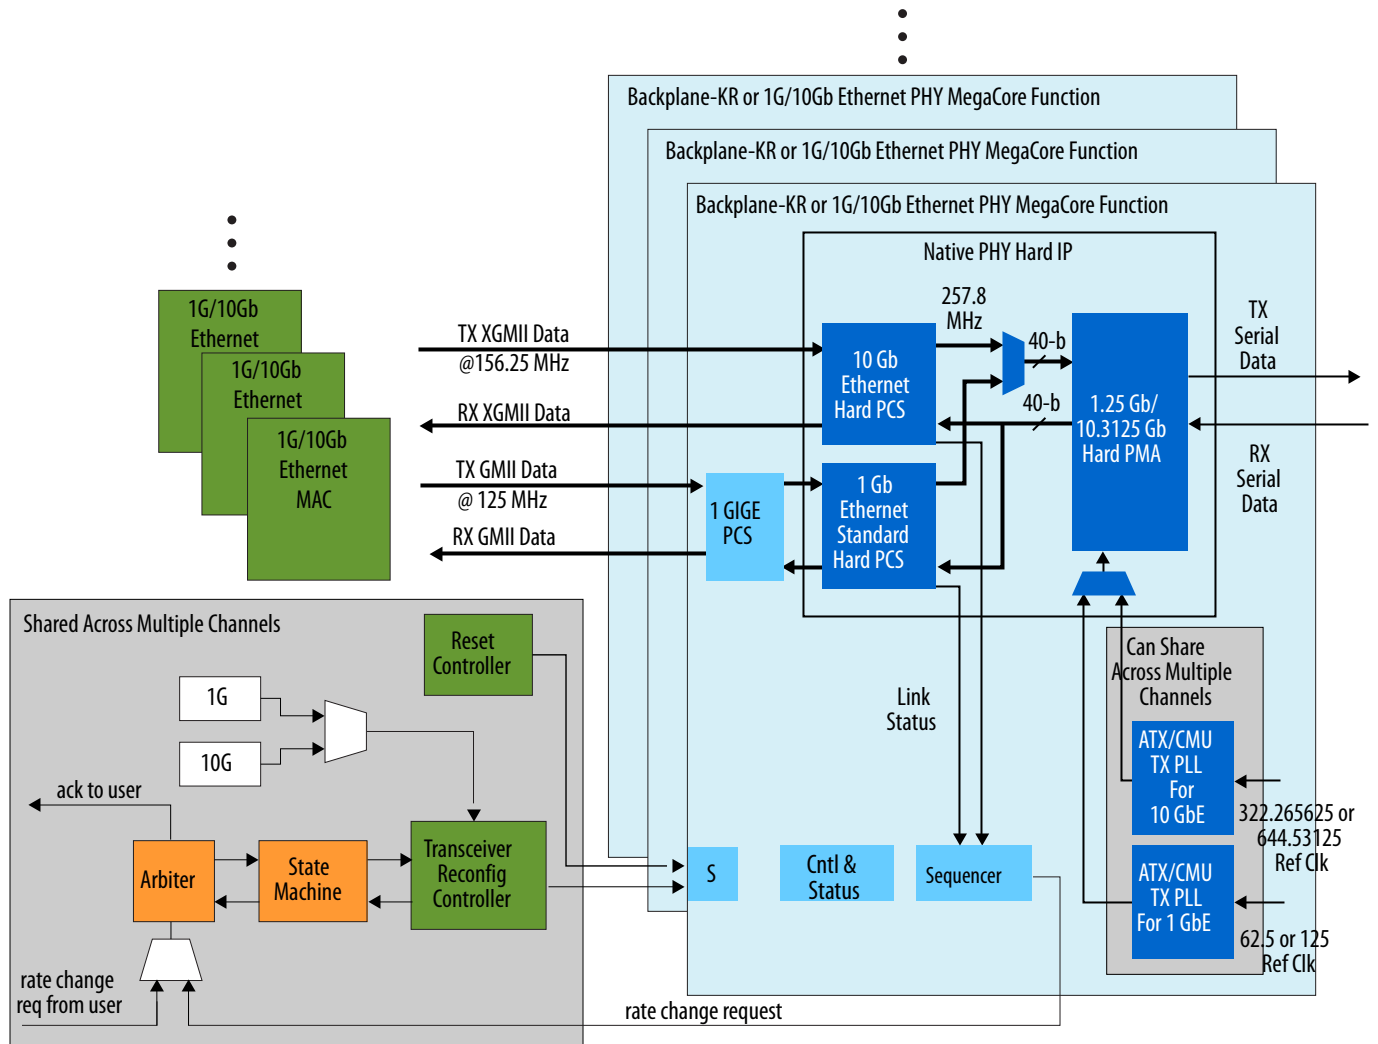 Backplane-KR or 1G/10Gb Ethernet PHY MegaCore Function
Backplane-KR or 1G/10Gb Ethernet PHY MegaCore Function
Backplane-KR or 1G/10Gb Ethernet PHY MegaCore Function
Native PHY Hard IP
257.8
MHz
40-b
40-b
1G/10Gb
Ethernet
1G/10Gb
Ethernet
1G/10Gb
Ethernet
MAC
TX XGMII Data
@156.25 MHz
RX XGMII Data
TX GMII Data
@ 125 MHz
RX GMII Data
10 Gb
Ethernet
Hard PCS
1 GIGE
PCS
1 Gb
Ethernet
Standard
Hard PCS
1.25 Gb/
10.3125 Gb
Hard PMA
TX
Serial
Data
RX
Serial
Data
Shared Across Multiple Channels
Reset
Controller
1G
10G
ack to user
Arbiter
State
Machine
Transceiver
Reconfig
Controller
rate change
req from user
rate change request
Link
Status
S
Cntl &
Status
Sequencer
Can Share
Across Multiple
Channels
ATX/CMU
TX PLL
For
10 GbE
322.265625 or
644.53125
Ref Clk
ATX/CMU
TX PLL
For 1 GbE
62.5 or 125
Ref Clk